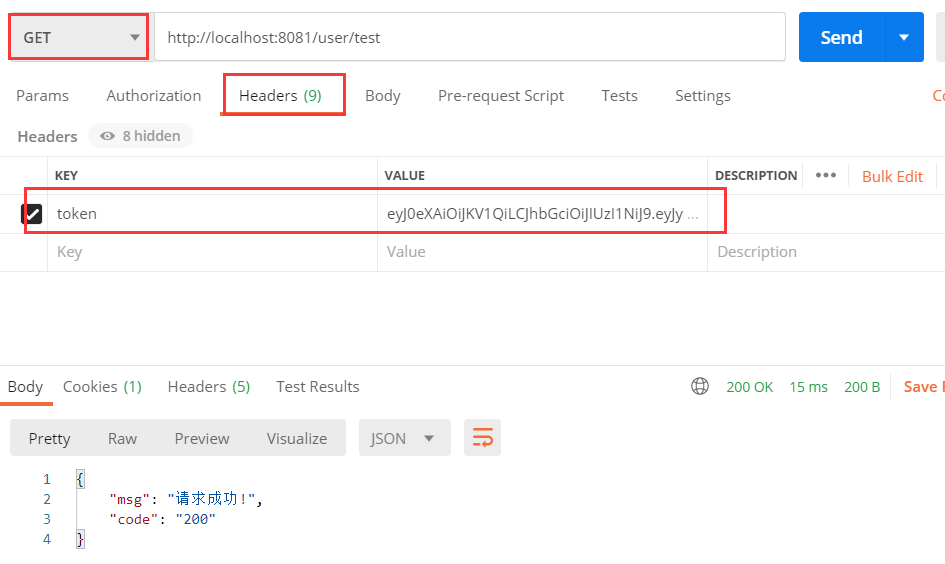 GET http://localhost:8081/user/test Send
Params Authorization Headers (9) Body Pre-request Script Tests Settings
Headers 8 hidden
KEY VALUE DESCRIPTION ••• Bulk Edit
token eyJ0eXAiOiJKV1QiLCJhbGciOiJIUzI1NiJ9.eyJy ...
Key Value Description
Body Cookies (1) Headers (5) Test Results 200 OK 15 ms 200 B Save
Pretty Raw Preview Visualize JSON
1 {
2 "msg": "请求成功!",
3 "code": "200"
4 }